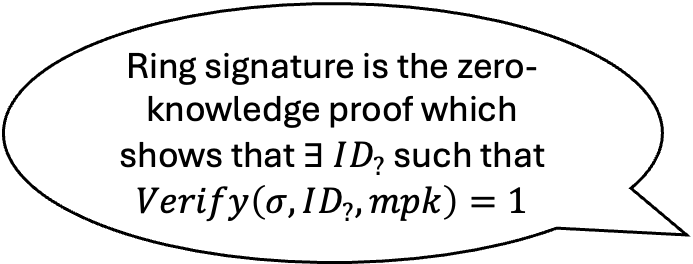 Ring signature is the zero-
knowledge proof which
shows that ∃ 𝐼𝐷? such that
𝑉𝑒𝑟𝑖𝑓𝑦(𝜎, 𝐼𝐷?, 𝑚𝑝𝑘) = 1